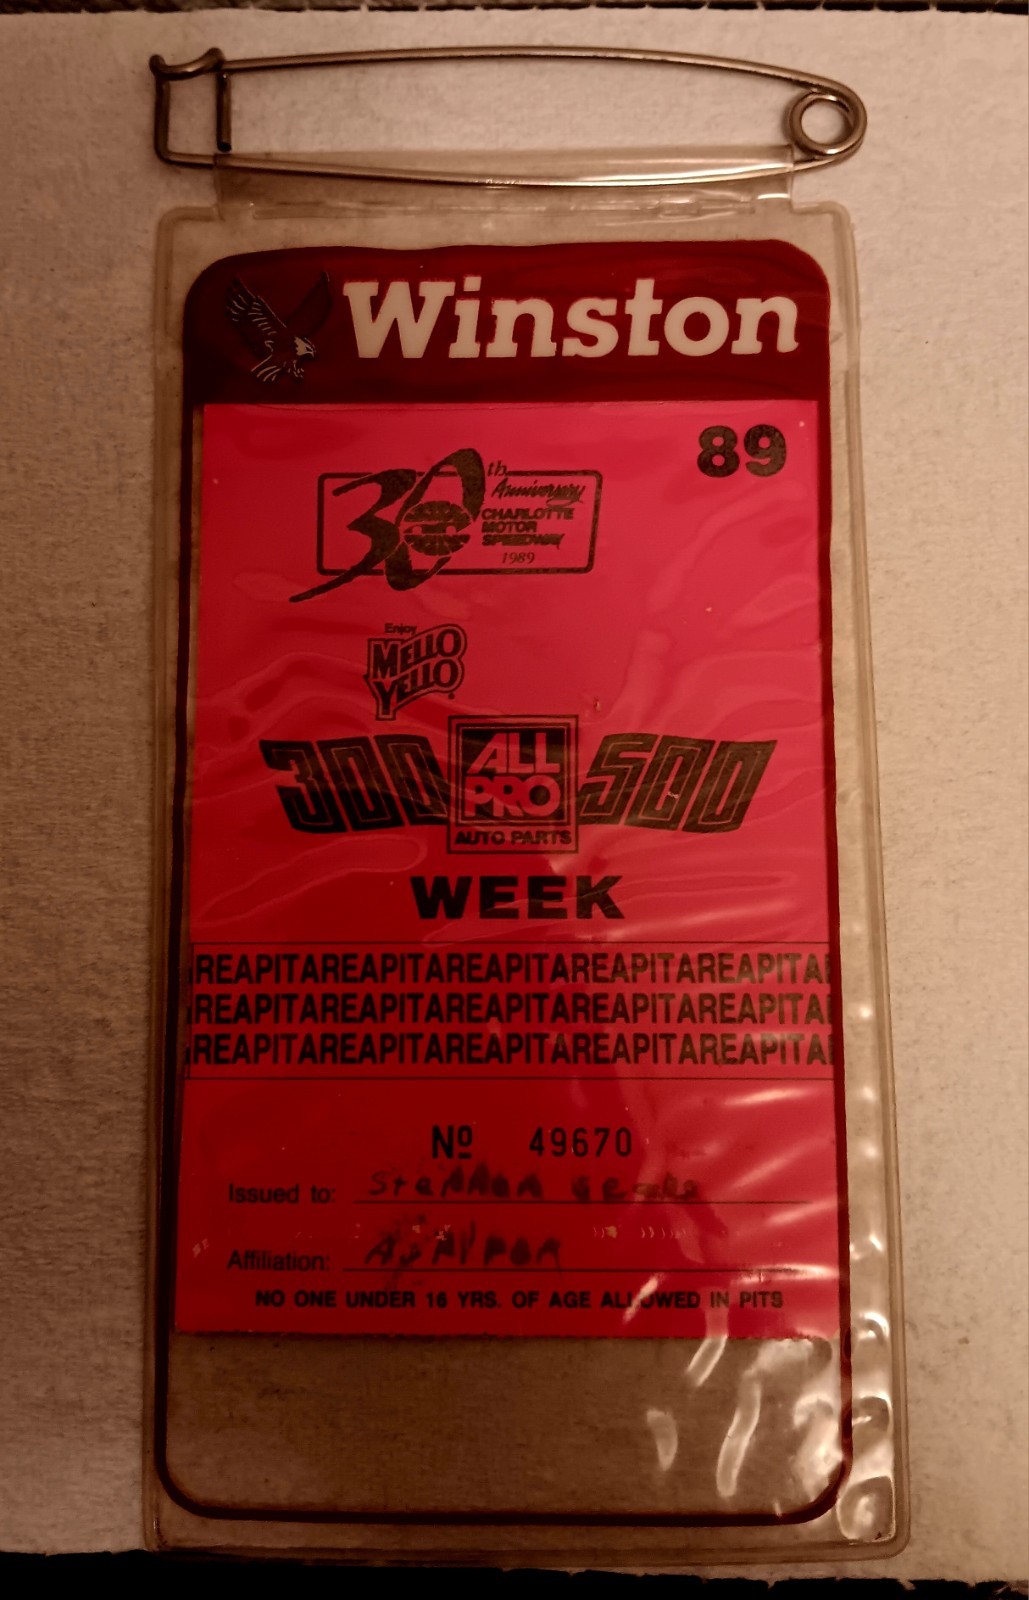 Winston
89
30th Anniversary
CHARLOTTE
MOTOR
SPEEDWAY
1989
Enjoy
MELLO
YELLO
300 ALL PRO 500
AUTO PARTS
WEEK
REAPITAREAPITAREAPITAREAPITAREAPITA
REAPITAREAPITAREAPITAREAPITAREAPITA
REAPITAREAPITAREAPITAREAPITAREAPITA
Nº 49670
Issued to:
Affiliation:
NO ONE UNDER 16 YRS. OF AGE ALLOWED IN PITS